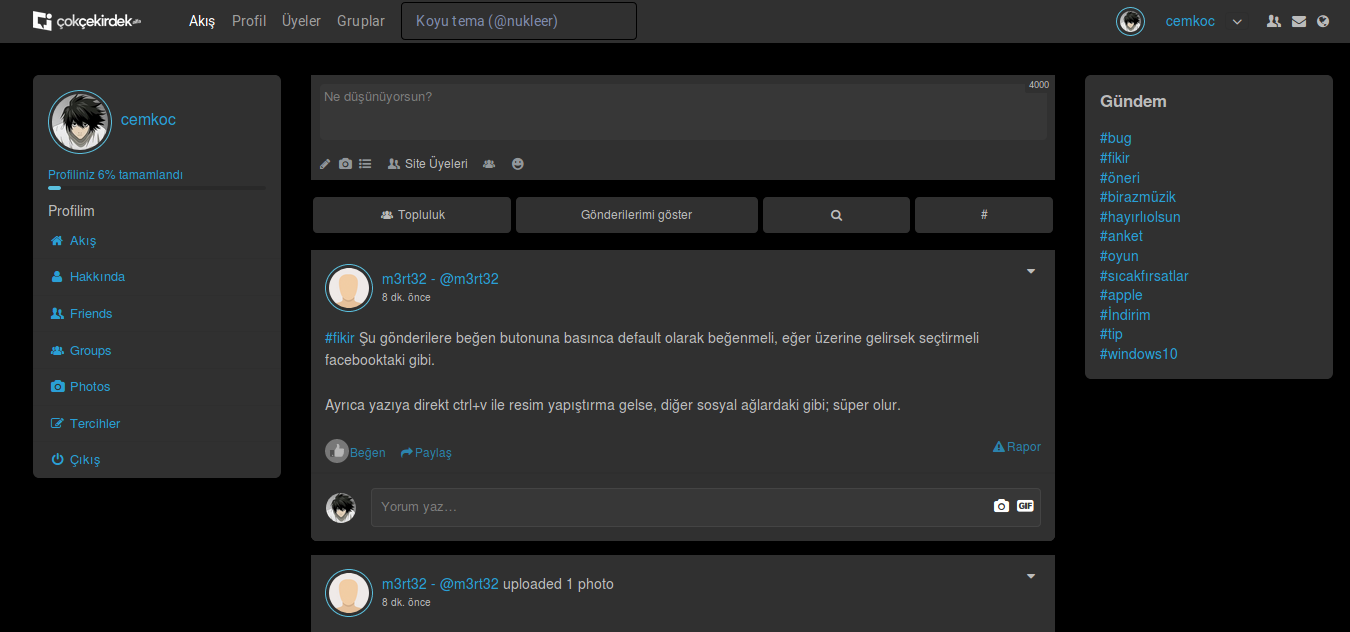 çokçekirdek
Akış Profil Üyeler Gruplar Koyu tema (@nukleer) cemkoc
cemkoc
Profiliniz 6% tamamlandı
Profilim
Akış
Hakkında
Friends
Groups
Photos
Tercihler
Çıkış
4000
Ne düşünüyorsun?
Site Üyeleri
Topluluk Gönderilerimi göster #
m3rt32 - @m3rt32
8 dk. önce
#fikir Şu gönderilere beğen butonuna basınca default olarak beğenmeli, eğer üzerine gelirsek seçtirmeli
facebooktaki gibi.
Ayrıca yazıya direkt ctrl+v ile resim yapıştırma gelse, diğer sosyal ağlardaki gibi; süper olur.
Beğen Paylaş Rapor
Yorum yaz... GIF
m3rt32 - @m3rt32 uploaded 1 photo
8 dk. önce
Gündem
#bug
#fikir
#öneri
#birazmüzik
#hayırlıolsun
#anket
#oyun
#sıcakfırsatlar
#apple
#İndirim
#tip
#windows10